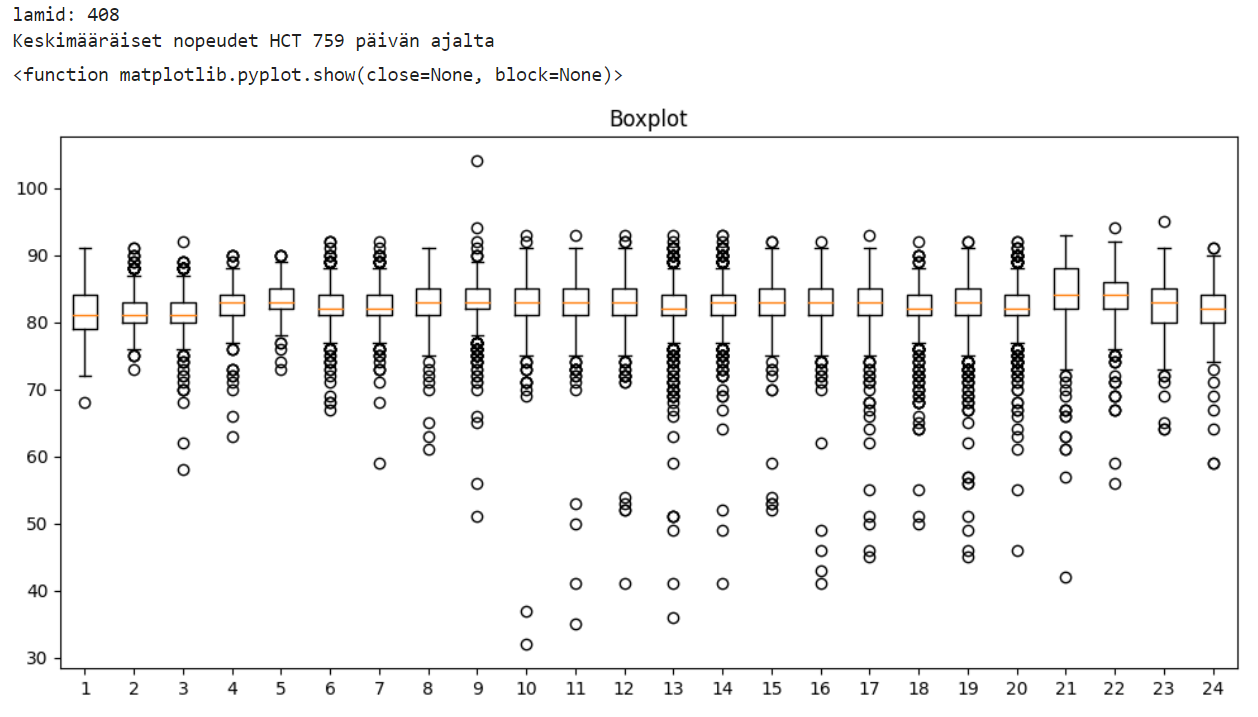 lamid: 408
Keskimääräiset nopeudet HCT 759 päivän ajalta
<function matplotlib.pyplot.show(close=None, block=None)>
Boxplot
100
90
80
70
60
50
40
30
1 2 3 4 5 6 7 8 9 10 11 12 13 14 15 16 17 18 19 20 21 22 23 24